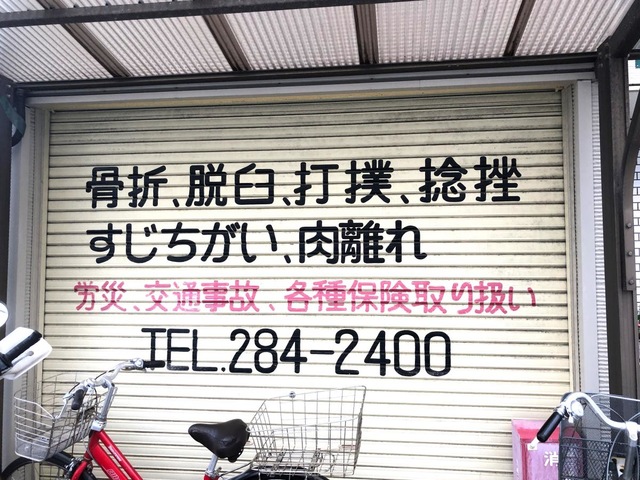 骨折、脱臼、打撲、捻挫
すじちがい、肉離れ
労災、交通事故、各種保険取り扱い
TEL.284-2400
消